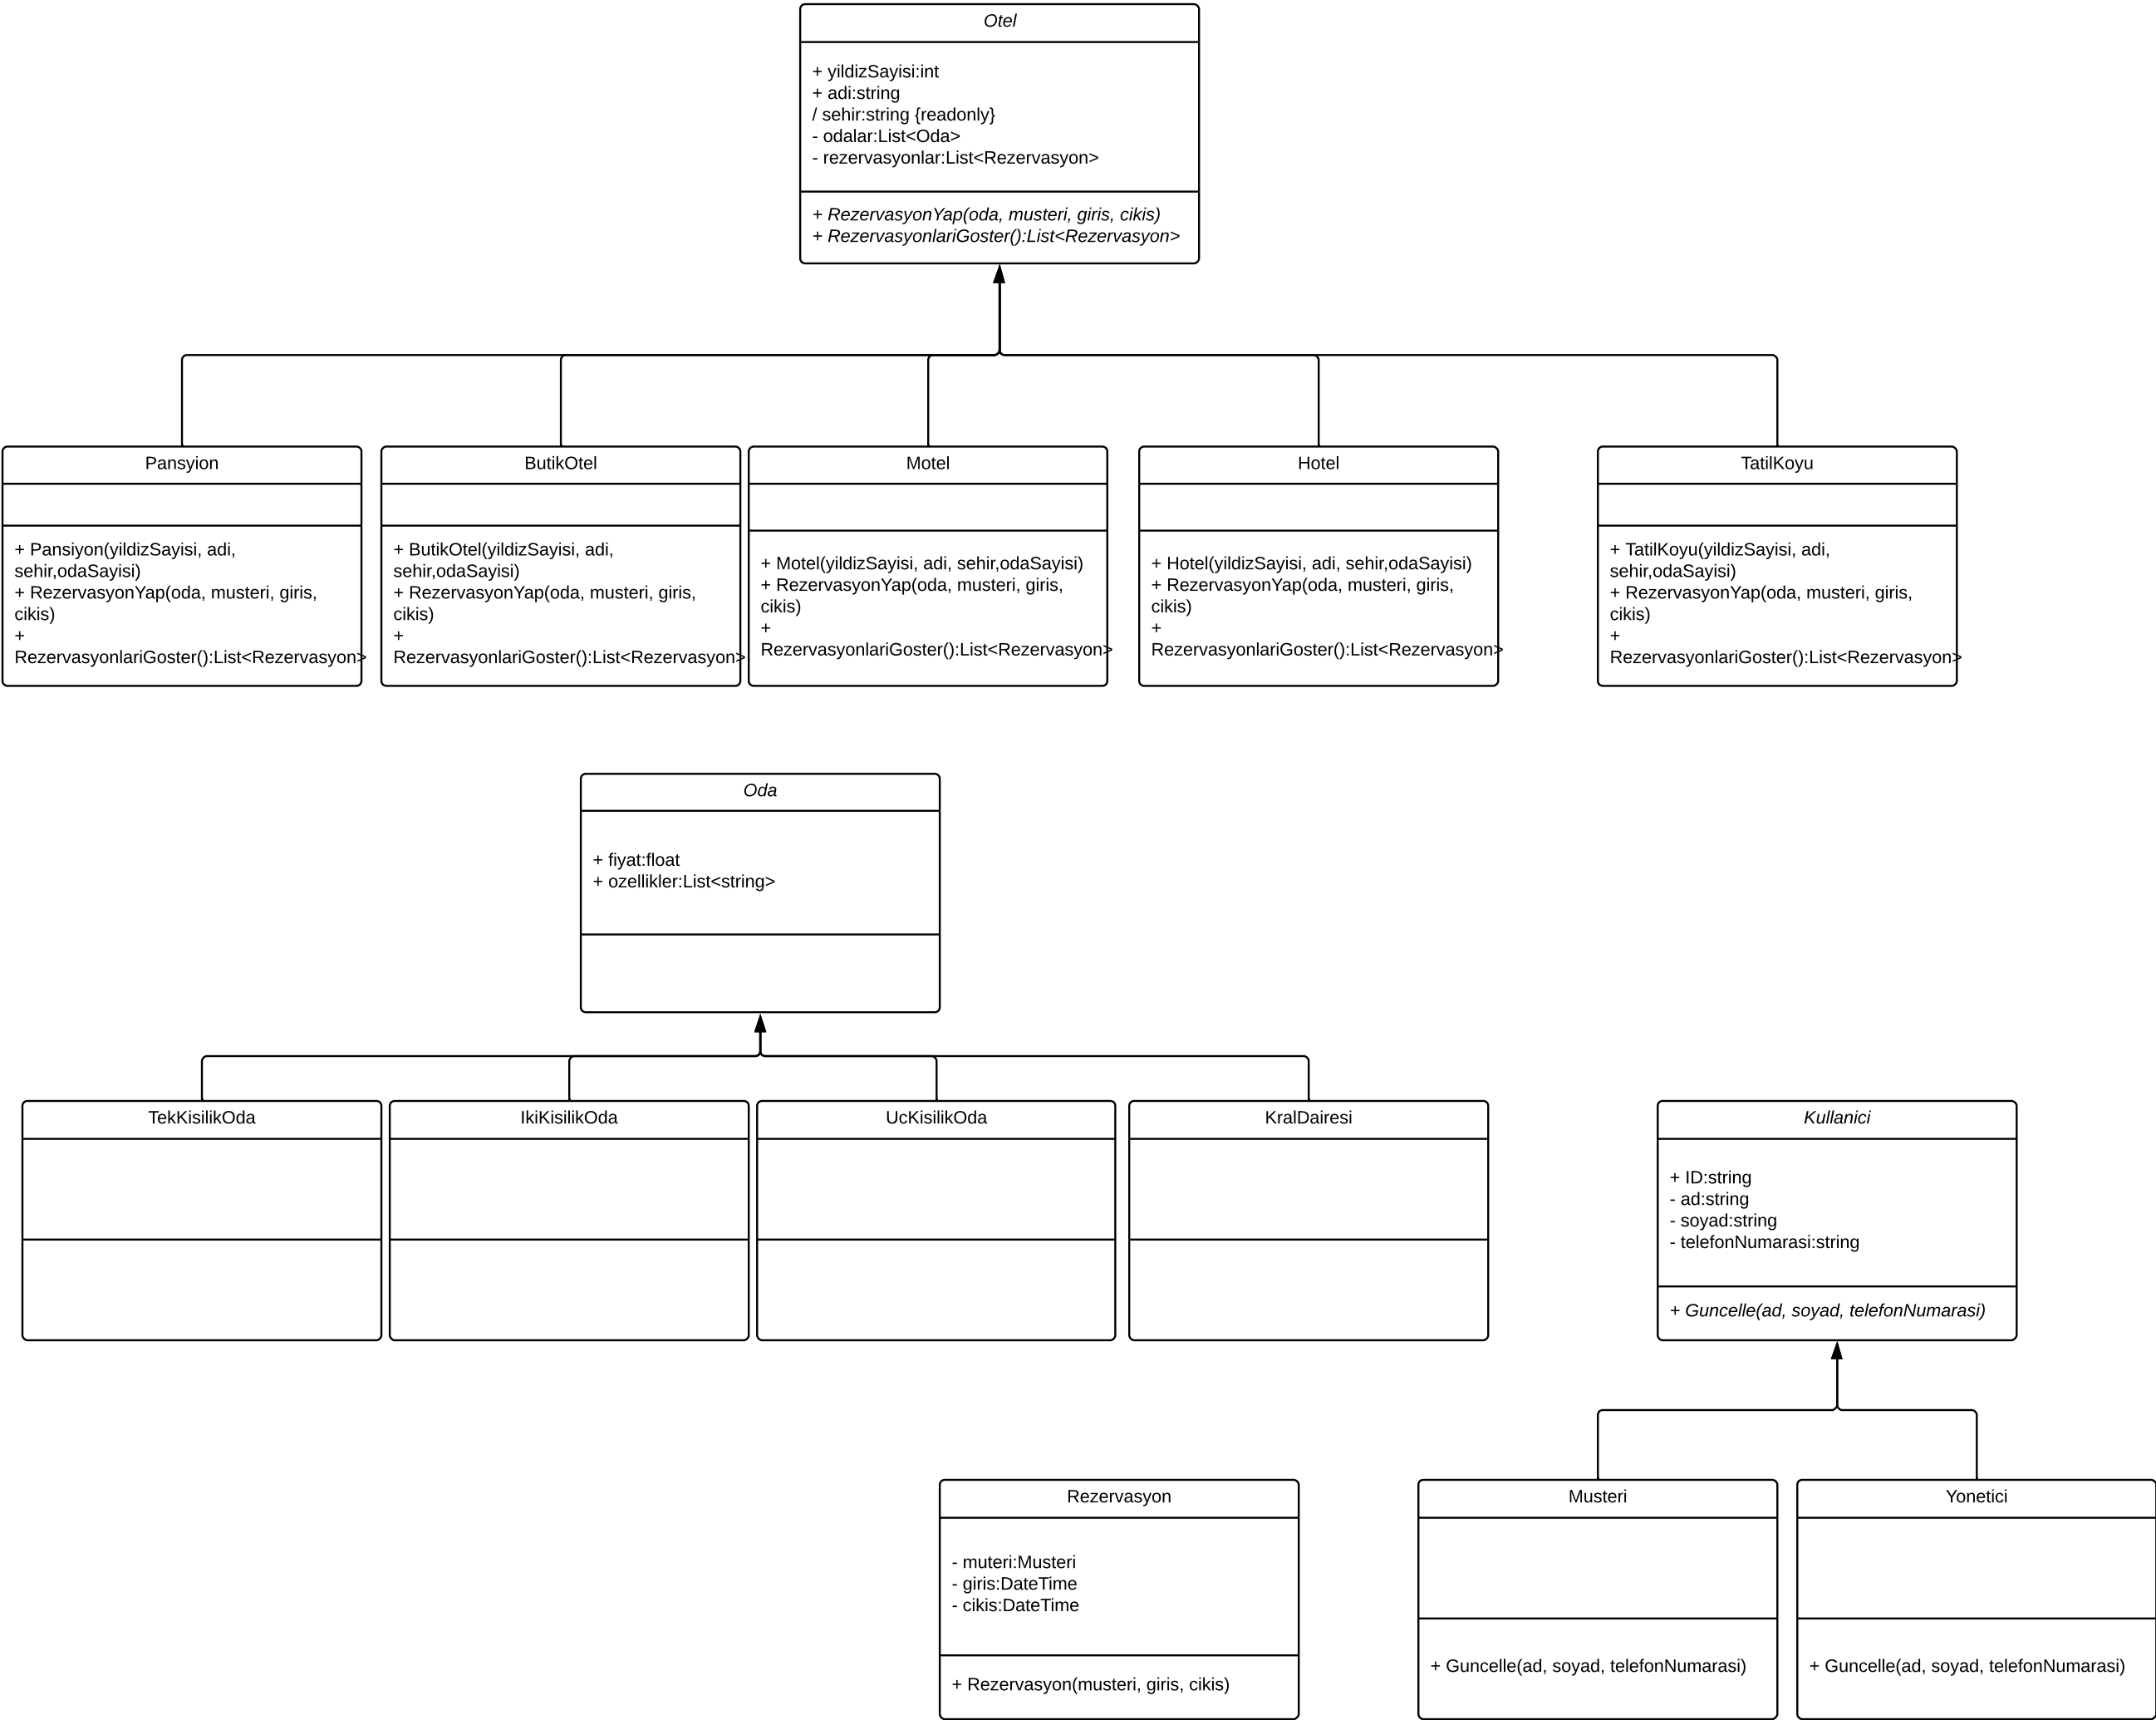 Otel
+ yildizSayisi:int
+ adi:string
/ sehir:string {readonly}
- odalar:List<Oda>
- rezervasyonlar:List<Rezervasyon>
+ RezervasyonYap(oda, musteri, giris, cikis)
+ RezervasyonlariGoster():List<Rezervasyon>
Pansyion
+ Pansiyon(yildizSayisi, adi,
sehir,odaSayisi)
+ RezervasyonYap(oda, musteri, giris,
cikis)
+
RezervasyonlariGoster():List<Rezervasyon>
ButikOtel
+ ButikOtel(yildizSayisi, adi,
sehir,odaSayisi)
+ RezervasyonYap(oda, musteri, giris,
cikis)
+
RezervasyonlariGoster():List<Rezervasyon>
Motel
+ Motel(yildizSayisi, adi, sehir,odaSayisi)
+ RezervasyonYap(oda, musteri, giris,
cikis)
+
RezervasyonlariGoster():List<Rezervasyon>
Hotel
+ Hotel(yildizSayisi, adi, sehir,odaSayisi)
+ RezervasyonYap(oda, musteri, giris,
cikis)
+
RezervasyonlariGoster():List<Rezervasyon>
TatilKoyu
+ TatilKoyu(yildizSayisi, adi,
sehir,odaSayisi)
+ RezervasyonYap(oda, musteri, giris,
cikis)
+
RezervasyonlariGoster():List<Rezervasyon>
Oda
+ fiyat:float
+ ozellikler:List<string>
TekKisilikOda
IkiKisilikOda
UcKisilikOda
KralDairesi
Kullanici
+ ID:string
- ad:string
- soyad:string
- telefonNumarasi:string
+ Guncelle(ad, soyad, telefonNumarasi)
Rezervasyon
- muteri:Musteri
- giris:DateTime
- cikis:DateTime
+ Rezervasyon(musteri, giris, cikis)
Musteri
+ Guncelle(ad, soyad, telefonNumarasi)
Yonetici
+ Guncelle(ad, soyad, telefonNumarasi)